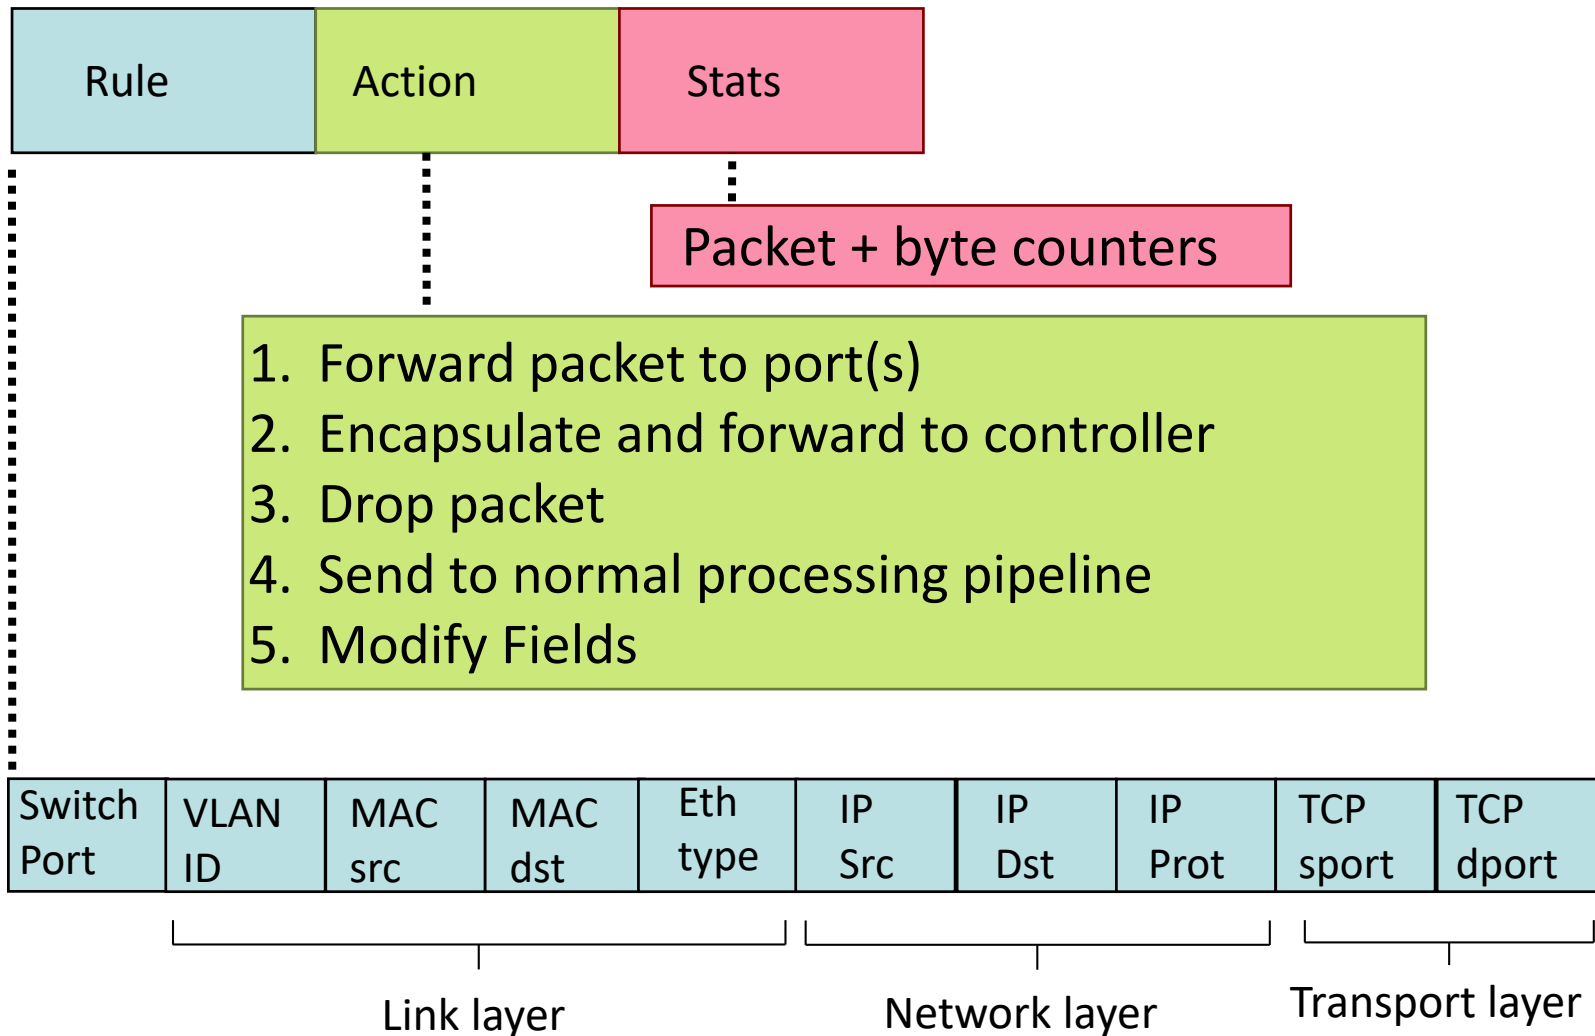 Rule Action Stats
Packet + byte counters
1. Forward packet to port(s)
2. Encapsulate and forward to controller
3. Drop packet
4. Send to normal processing pipeline
5. Modify Fields
Switch Port
VLAN ID
MAC src
MAC dst
Eth type
IP Src
IP Dst
IP Prot
TCP sport
TCP dport
Link layer
Network layer
Transport layer